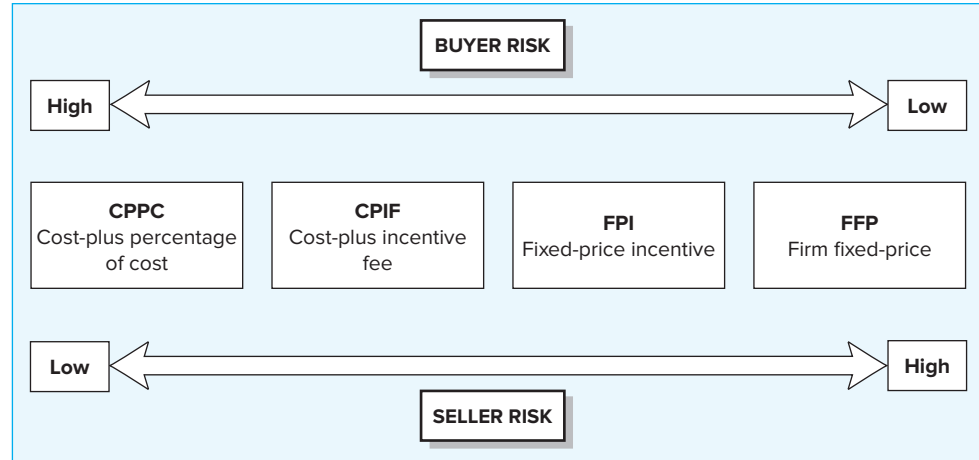 BUYER RISK
High
Low
CPPC
Cost-plus percentage
of cost
CPIF
Cost-plus incentive
fee
FPI
Fixed-price incentive
FFP
Firm fixed-price
Low
High
SELLER RISK